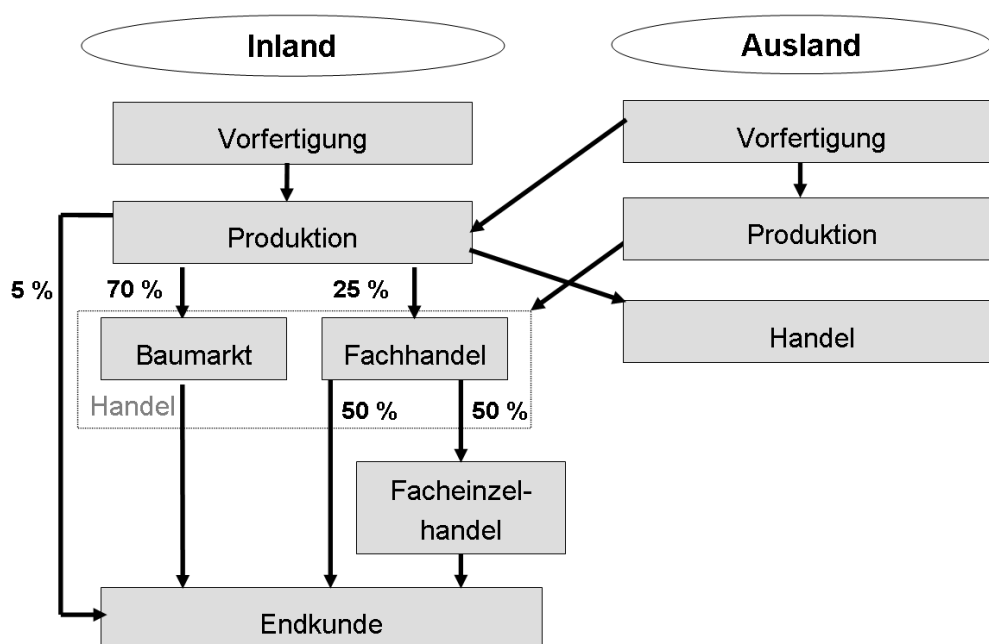 Inland
Ausland
Vorfertigung
Vorfertigung
Produktion
Produktion
5 %
70 %
25 %
Baumarkt
Fachhandel
Handel
Handel
50 %
50 %
Facheinzel-
handel
Endkunde